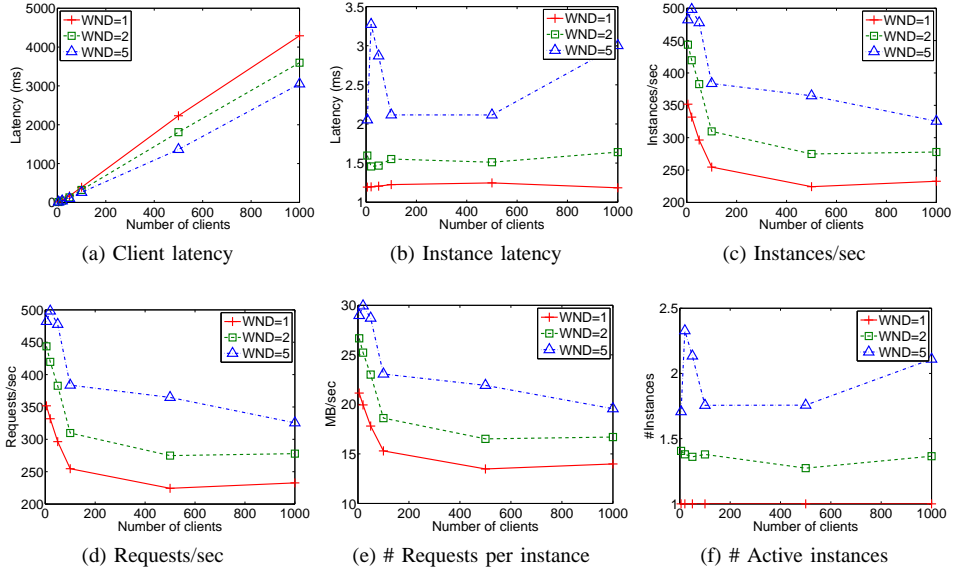 5000
4000
3000
2000
1000
0
Latency (ms)
WND=1
WND=2
WND=5
0 200 400 600 800 1000
Number of clients
(a) Client latency
4
3.5
3
2.5
2
1.5
1
Latency (ms)
WND=1
WND=2
WND=5
0 200 400 600 800 1000
Number of clients
(b) Instance latency
500
450
400
350
300
250
200
Instances/sec
WND=1
WND=2
WND=5
0 200 400 600 800 1000
Number of clients
(c) Instances/sec
500
450
400
350
300
250
200
Requests/sec
WND=1
WND=2
WND=5
0 200 400 600 800 1000
Number of clients
(d) Requests/sec
30
25
20
15
10
MB/sec
WND=1
WND=2
WND=5
0 200 400 600 800 1000
Number of clients
(e) # Requests per instance
2.5
2
1.5
1
#Instances
WND=1
WND=2
WND=5
0 200 400 600 800 1000
Number of clients
(f) # Active instances